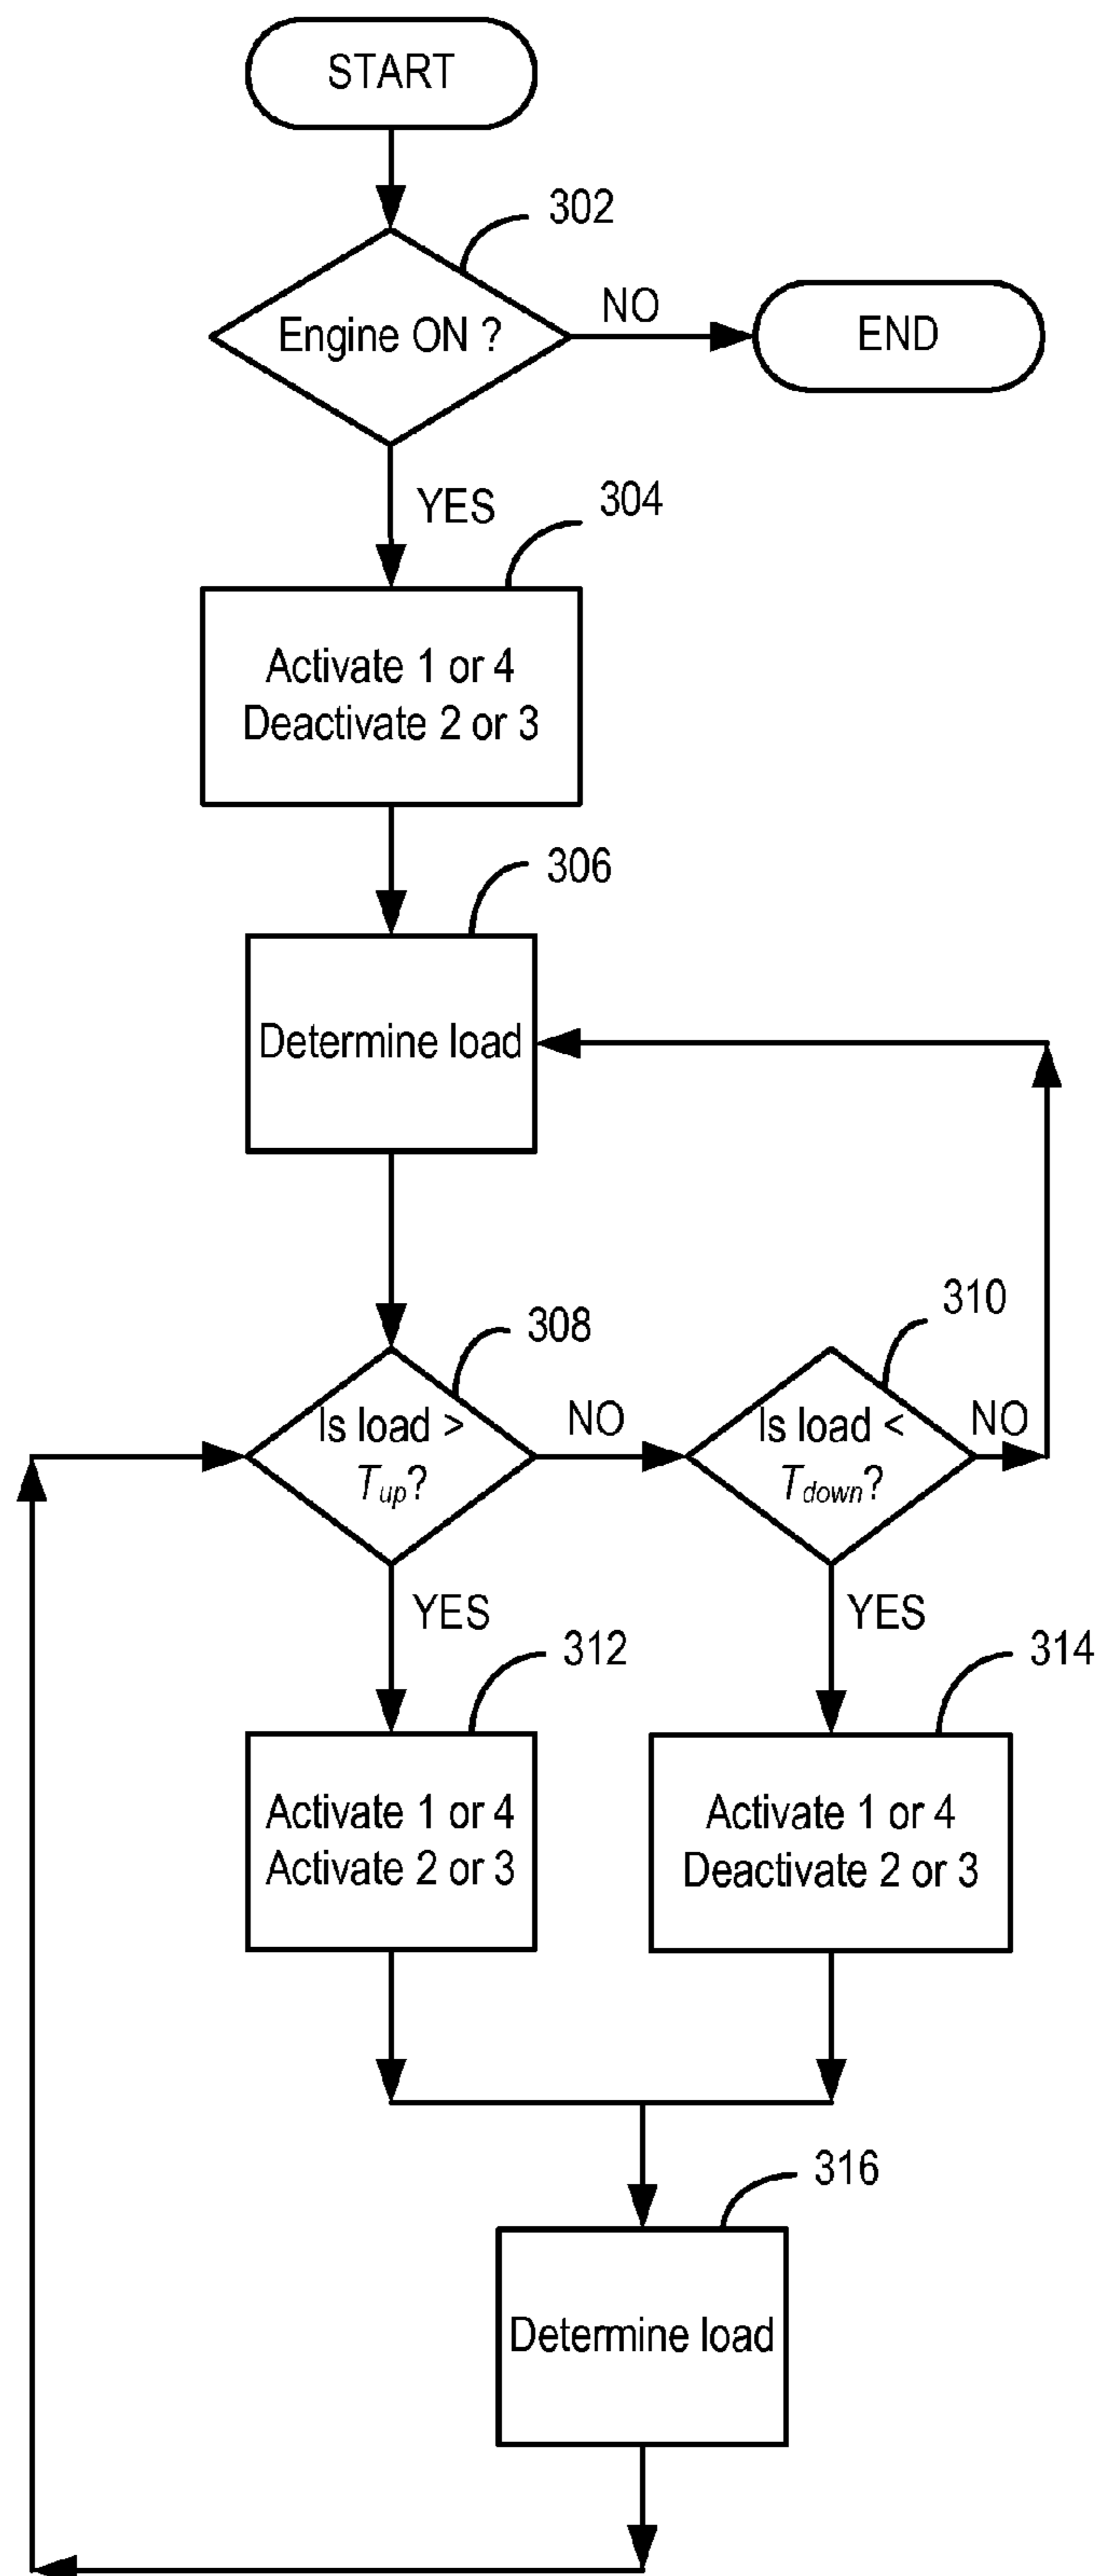 START
302
Engine ON ?
NO
END
YES
304
Activate 1 or 4
Deactivate 2 or 3
306
Determine load
308
Is load >
Tup?
NO
310
Is load <
Tdown?
NO
YES
312
Activate 1 or 4
Activate 2 or 3
YES
314
Activate 1 or 4
Deactivate 2 or 3
316
Determine load